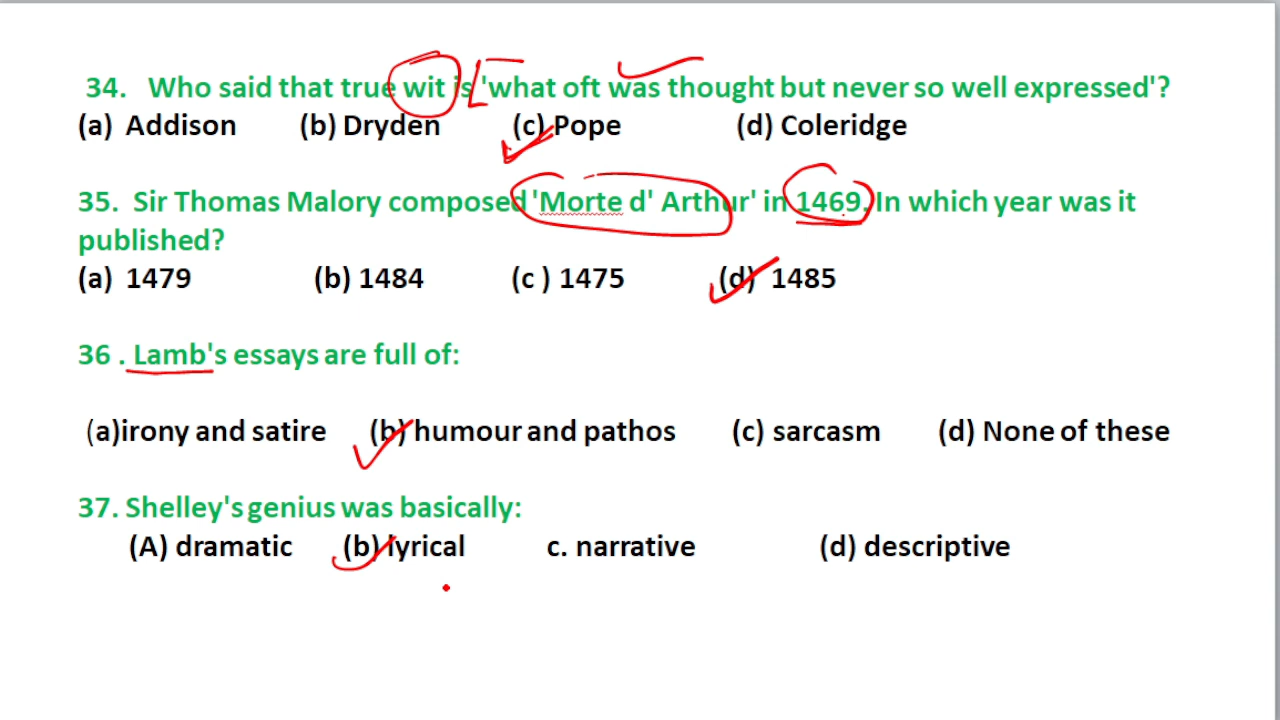 34. Who said that true wit is 'what oft was thought but never so well expressed'?
(a) Addison (b) Dryden (c) Pope (d) Coleridge
35. Sir Thomas Malory composed 'Morte d' Arthur' in 1469. In which year was it
published?
(a) 1479 (b) 1484 (c ) 1475 (d) 1485
36 . Lamb's essays are full of:
(a)irony and satire (b) humour and pathos (c) sarcasm (d) None of these
37. Shelley's genius was basically:
(A) dramatic (b) lyrical c. narrative (d) descriptive